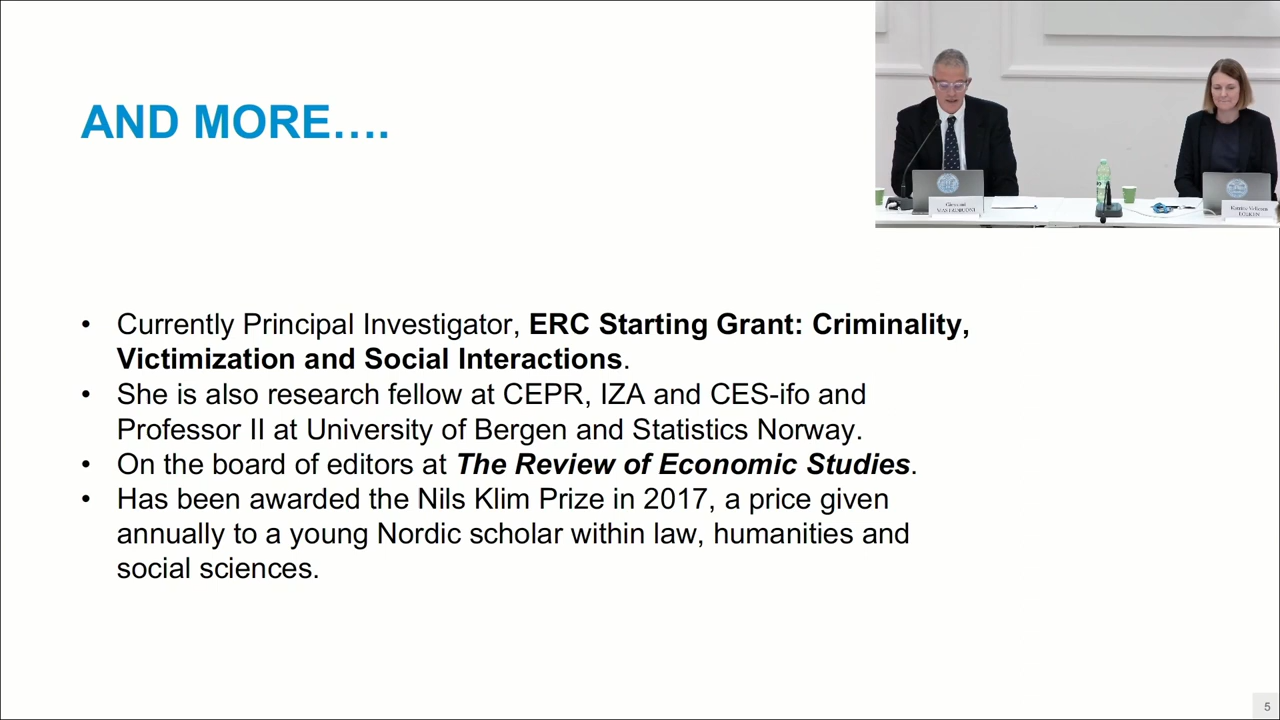 AND MORE….
• Currently Principal Investigator, ERC Starting Grant: Criminality,
Victimization and Social Interactions.
• She is also research fellow at CEPR, IZA and CES-ifo and
Professor II at University of Bergen and Statistics Norway.
• On the board of editors at The Review of Economic Studies.
• Has been awarded the Nils Klim Prize in 2017, a price given
annually to a young Nordic scholar within law, humanities and
social sciences.
5